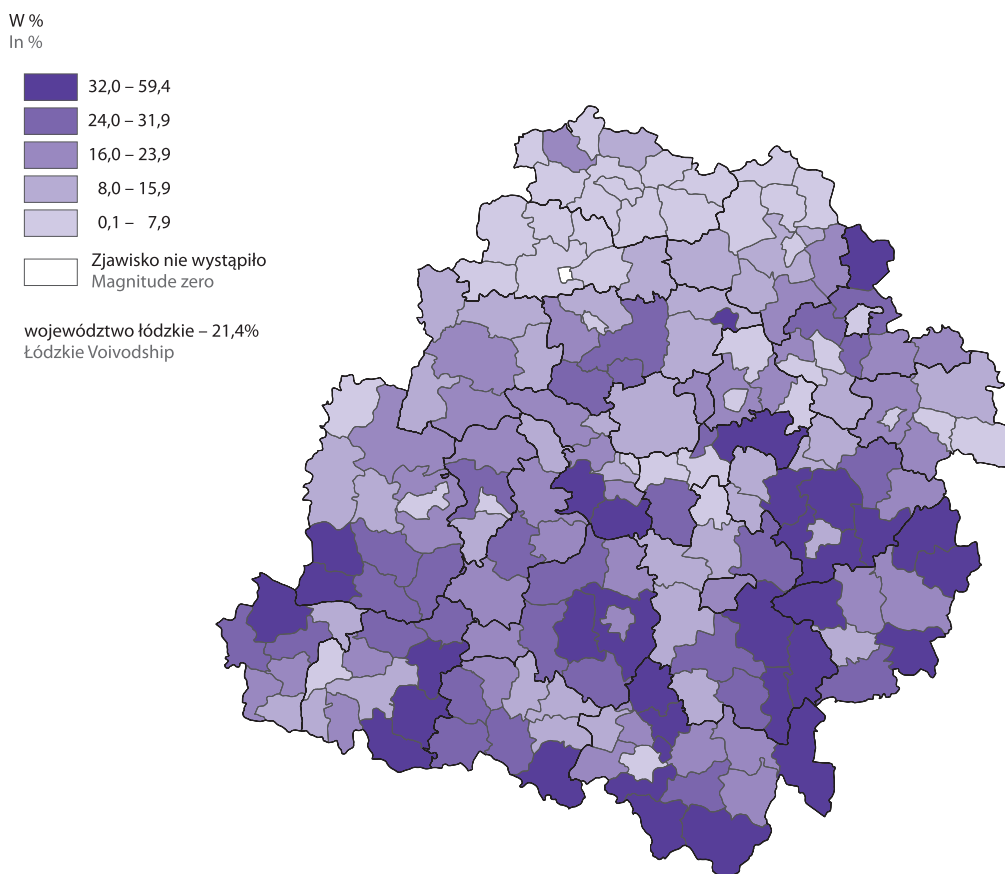 W %
In %
32,0 – 59,4
24,0 – 31,9
16,0 – 23,9
8,0 – 15,9
0,1 – 7,9
Zjawisko nie wystąpiło
Magnitude zero
województwo łódzkie – 21,4%
Łódzkie Voivodship